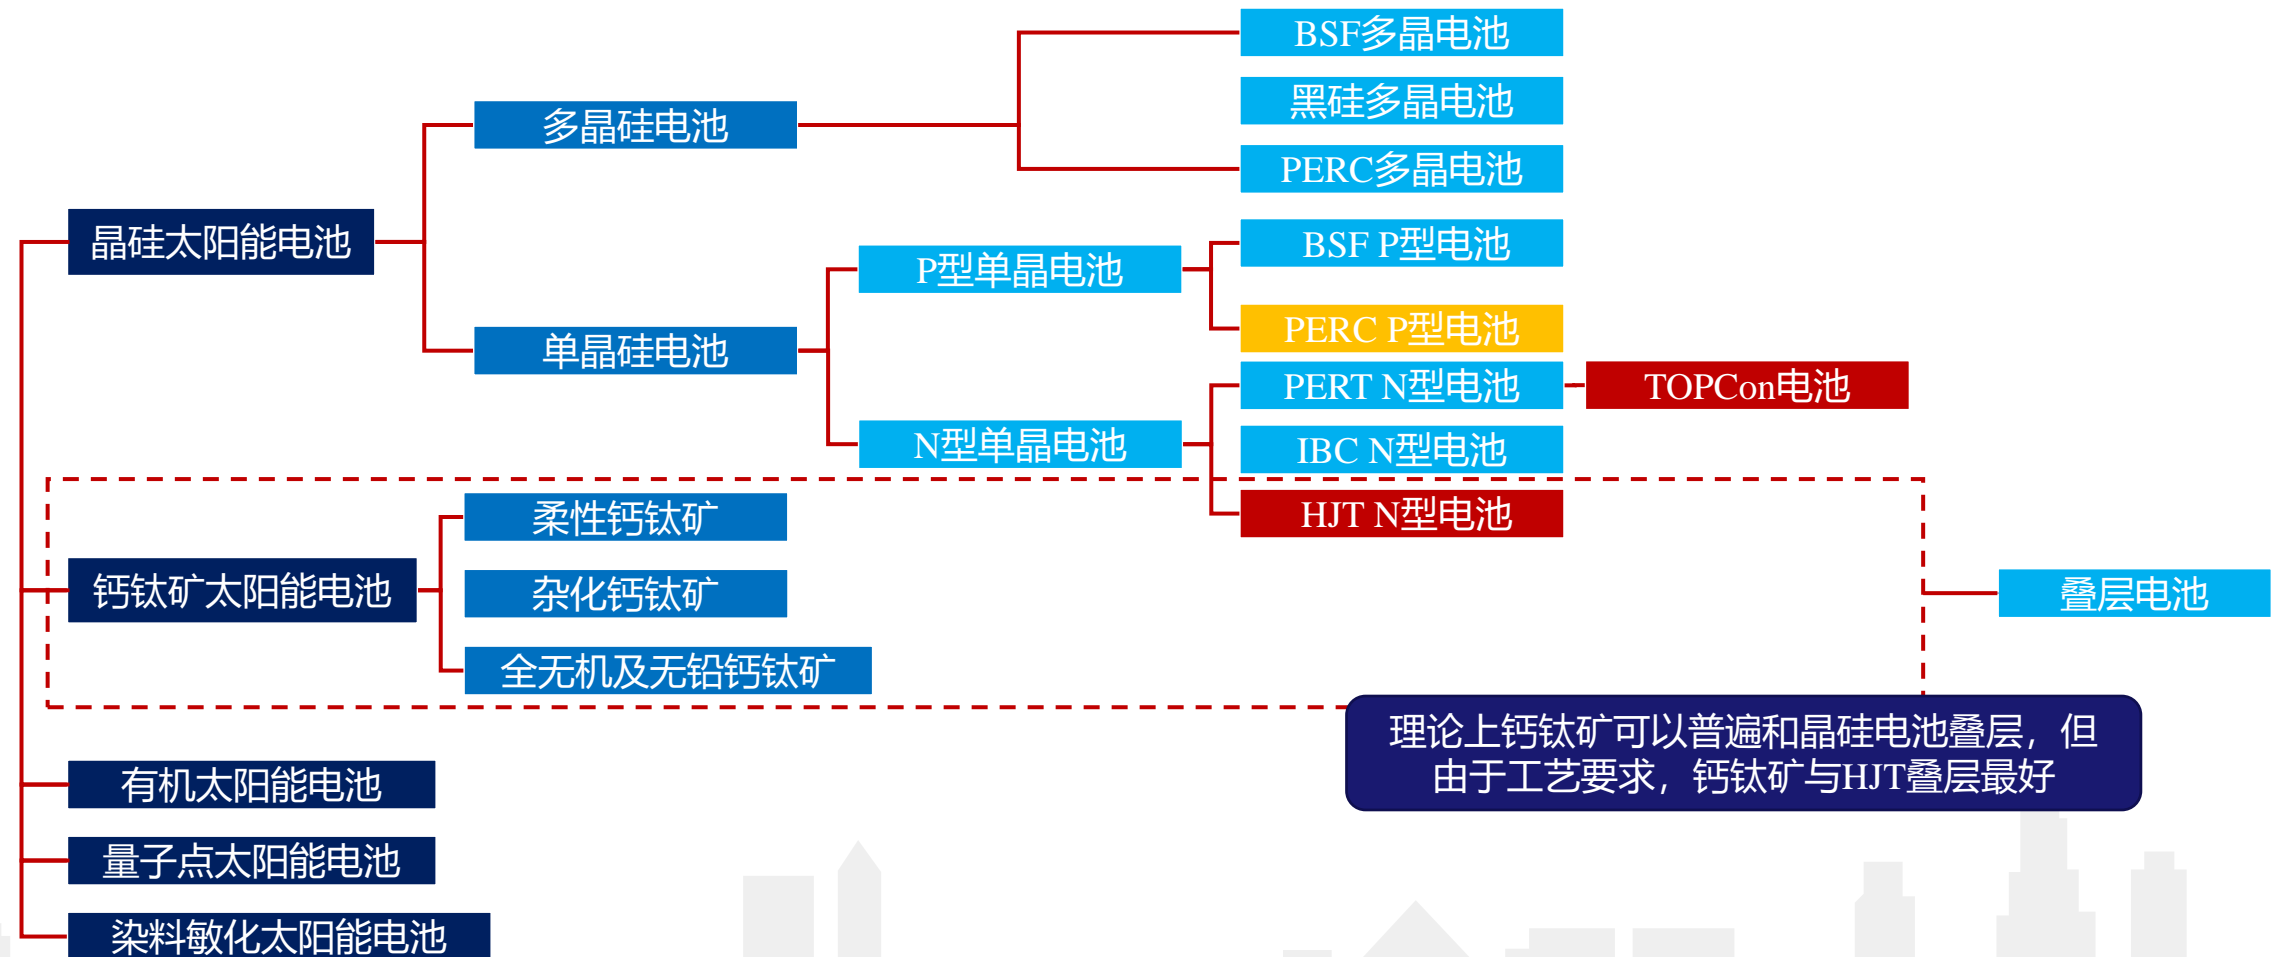 BSF多晶电池
黑硅多晶电池
多晶硅电池
PERC多晶电池
晶硅太阳能电池
BSF P型电池
P型单晶电池
PERC P型电池
单晶硅电池
PERT N型电池
TOPCon电池
N型单晶电池
IBC N型电池
HJT N型电池
柔性钙钛矿
钙钛矿太阳能电池
杂化钙钛矿
叠层电池
全无机及无铅钙钛矿
理论上钙钛矿可以普遍和晶硅电池叠层，但
由于工艺要求，钙钛矿与HJT叠层最好
有机太阳能电池
量子点太阳能电池
染料敏化太阳能电池